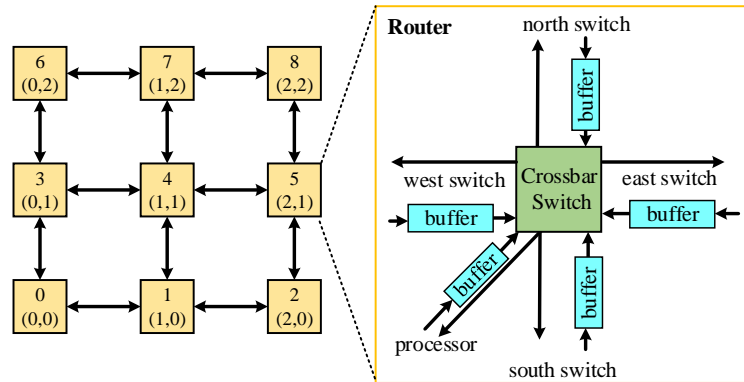 6
(0,2)
7
(1,2)
8
(2,2)
3
(0,1)
4
(1,1)
5
(2,1)
0
(0,0)
1
(1,0)
2
(2,0)
Router
north switch
buffer
west switch
Crossbar
Switch
east switch
buffer
buffer
buffer
buffer
processor
south switch